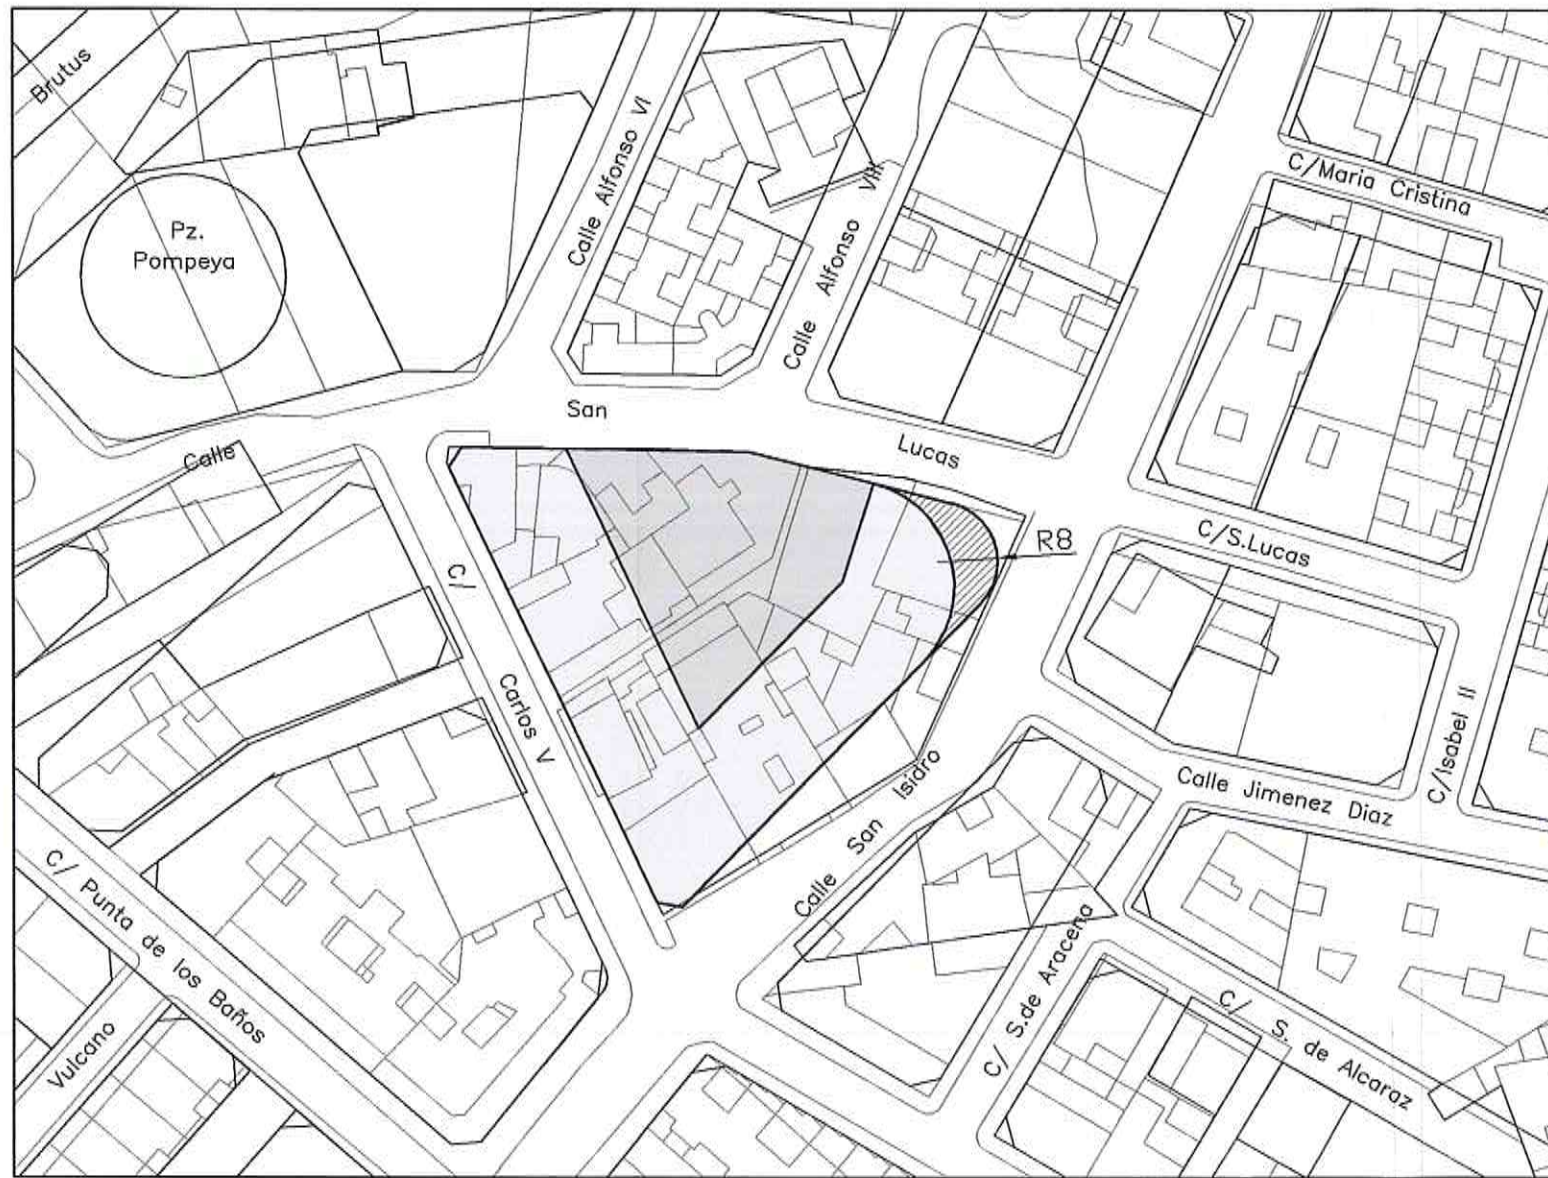 Brutus
Pz.
Pompeya
Calle Alfonso VI
Calle Alfonso VIII
C/Maria Cristina
Calle San Lucas
C/S.Lucas
R8
C/ Carlos V
Calle San Isidro
Calle Jimenez Diaz
C/Isabel II
C/ Punta de los Baños
Vulcano
C/ S.de Aracena
C/ S. de Alcaraz